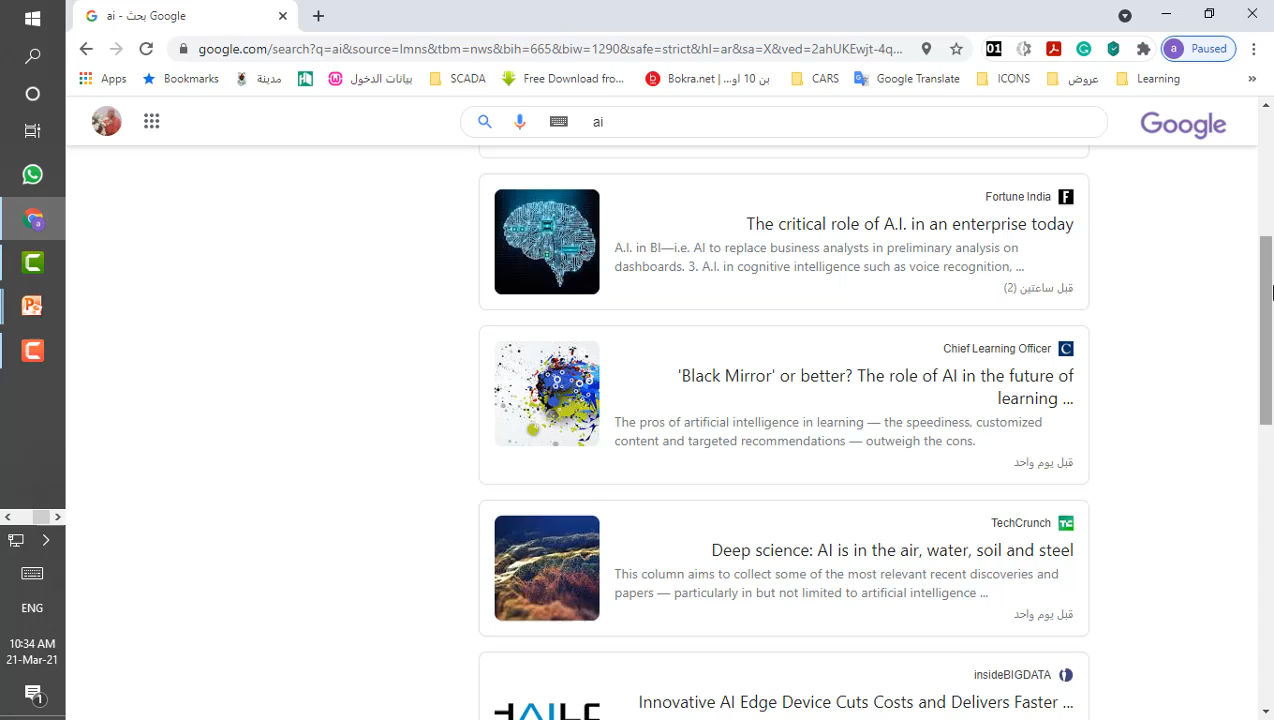 ai - بحث Google
google.com/search?q=ai&source=lnms&tbm=nws&bih=665&biw=1290&safe=strict&hl=ar&sa=X&ved=2ahUKEwjt-4q...
01
a Paused
Apps
Bookmarks
مدينة
بيانات الدخول
SCADA
Free Download fro...
Bokra.net | ...بن 10 او
CARS
Google Translate
ICONS
عروض
Learning
»
ai
Google
Fortune India
The critical role of A.I. in an enterprise today
A.I. in BI—i.e. AI to replace business analysts in preliminary analysis on
dashboards. 3. A.I. in cognitive intelligence such as voice recognition, ...
قبل ساعتين (2)
Chief Learning Officer
'Black Mirror' or better? The role of AI in the future of
learning ...
The pros of artificial intelligence in learning — the speediness, customized
content and targeted recommendations — outweigh the cons.
قبل يوم واحد
TechCrunch
Deep science: AI is in the air, water, soil and steel
This column aims to collect some of the most relevant recent discoveries and
papers — particularly in but not limited to artificial intelligence ...
قبل يوم واحد
insideBIGDATA
Innovative AI Edge Device Cuts Costs and Delivers Faster ...
ENG
10:34 AM
21-Mar-21
1